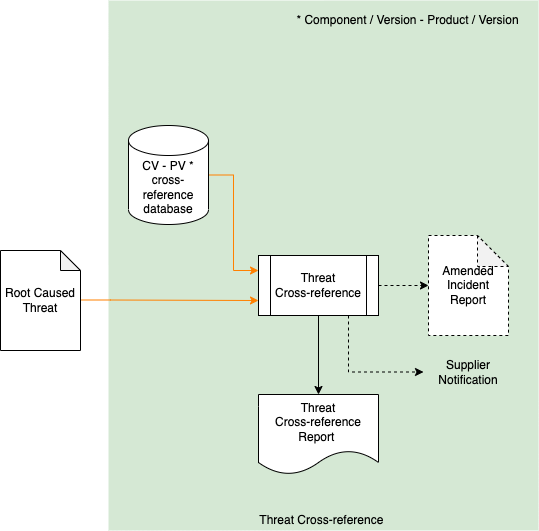 * Component / Version - Product / Version
CV - PV *
cross-
reference
database
Root Caused
Threat
Threat
Cross-reference
Amended
Incident
Report
Supplier
Notification
Threat
Cross-reference
Report
Threat Cross-reference